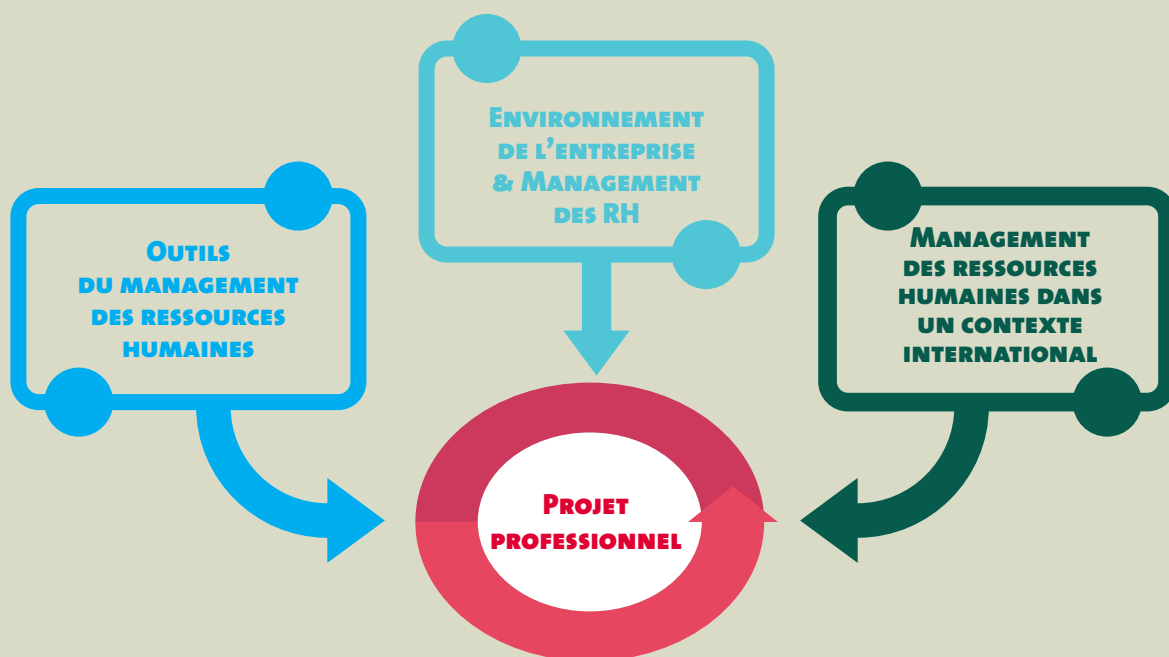 Environnement
de l'entreprise
& Management
des RH
Outils
du management
des ressources
humaines
Management
des ressources
humaines dans
un contexte
international
Projet
professionnel